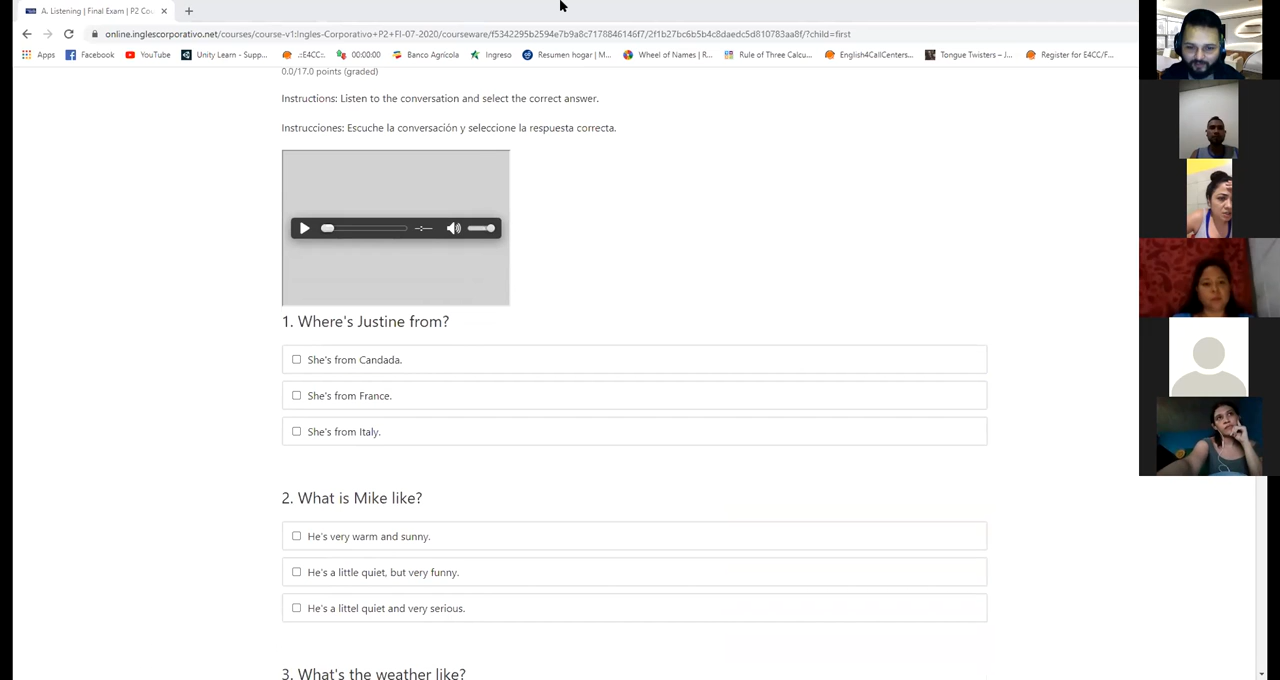 A. Listening | Final Exam | P2 Co
online.inglescorporativo.net/courses/course-v1:Ingles-Corporativo+P2+FI-07-2020/courseware/f5342295b2594e7b9a8c7178846146f7/2f1b27bc6b5b4c8daedc5d810783aa8f/?child=first
Apps Facebook YouTube Unity Learn - Supp... .::E4CC:. 00:00:00 Banco Agrícola Ingreso Resumen hogar | M... Wheel of Names | R... Rule of Three Calcu... English4CallCenters... Tongue Twisters – J... Register for E4CC/F...
0.0/17.0 points (graded)
Instructions: Listen to the conversation and select the correct answer.
Instrucciones: Escuche la conversación y seleccione la respuesta correcta.
--:--
1. Where's Justine from?
She's from Candada.
She's from France.
She's from Italy.
2. What is Mike like?
He's very warm and sunny.
He's a little quiet, but very funny.
He's a littel quiet and very serious.
3. What's the weather like?